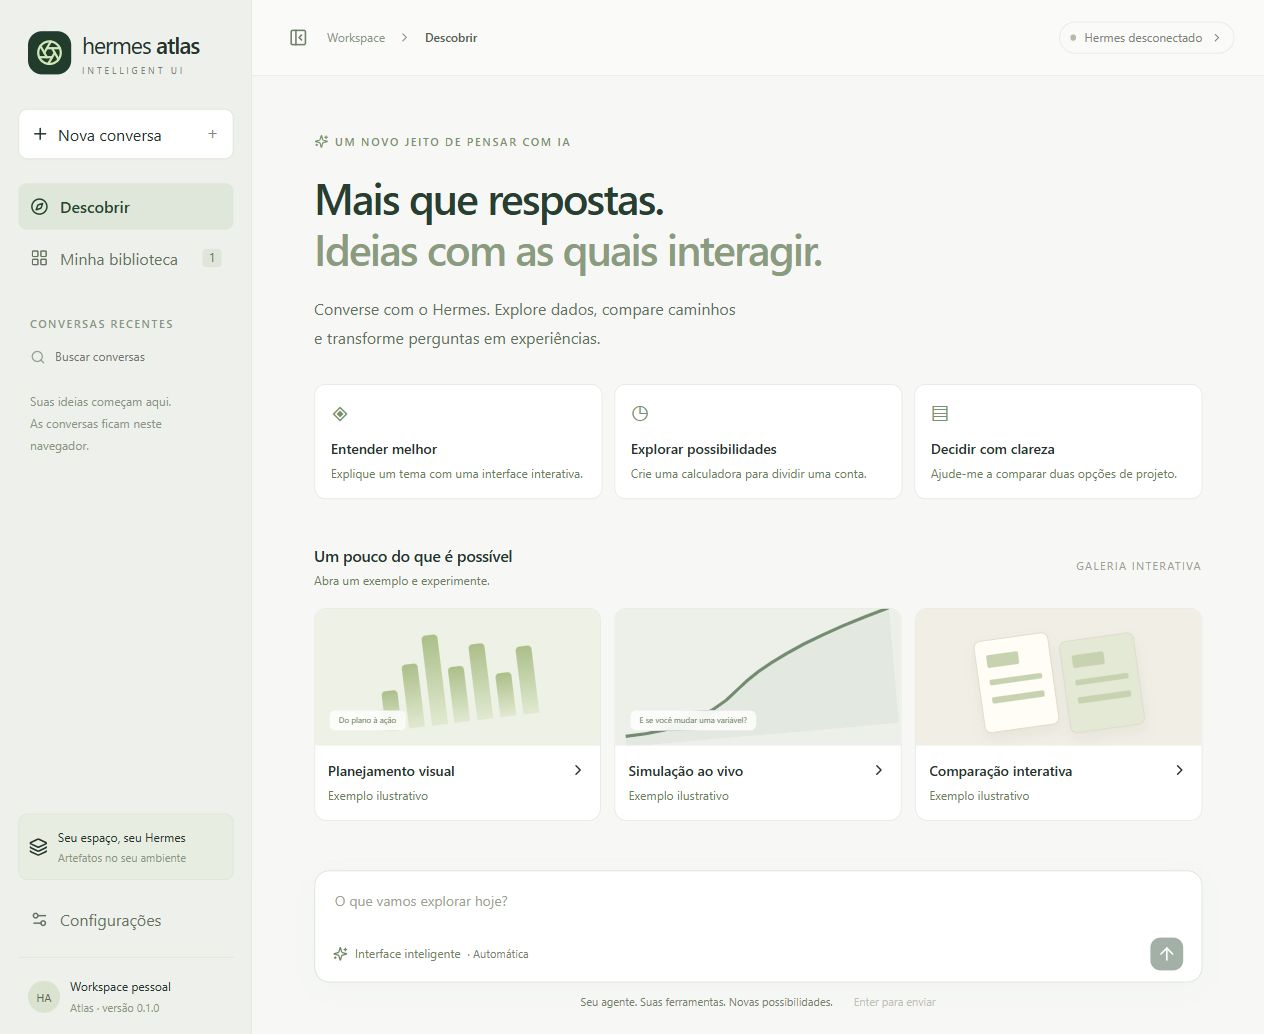 hermes atlas
INTELLIGENT UI
Nova conversa +
Descobrir
Minha biblioteca 1
CONVERSAS RECENTES
Buscar conversas
Suas ideias começam aqui.
As conversas ficam neste
navegador.
Seu espaço, seu Hermes
Artefatos no seu ambiente
Configurações
HA
Workspace pessoal
Atlas · versão 0.1.0
Workspace > Descobrir
Hermes desconectado >
UM NOVO JEITO DE PENSAR COM IA
Mais que respostas.
Ideias com as quais interagir.
Converse com o Hermes. Explore dados, compare caminhos
e transforme perguntas em experiências.
Entender melhor
Explique um tema com uma interface interativa.
Explorar possibilidades
Crie uma calculadora para dividir uma conta.
Decidir com clareza
Ajude-me a comparar duas opções de projeto.
Um pouco do que é possível
Abra um exemplo e experimente.
GALERIA INTERATIVA
Do plano à ação
Planejamento visual
Exemplo ilustrativo
E se você mudar uma variável?
Simulação ao vivo
Exemplo ilustrativo
Comparação interativa
Exemplo ilustrativo
O que vamos explorar hoje?
Interface inteligente · Automática
Seu agente. Suas ferramentas. Novas possibilidades. Enter para enviar